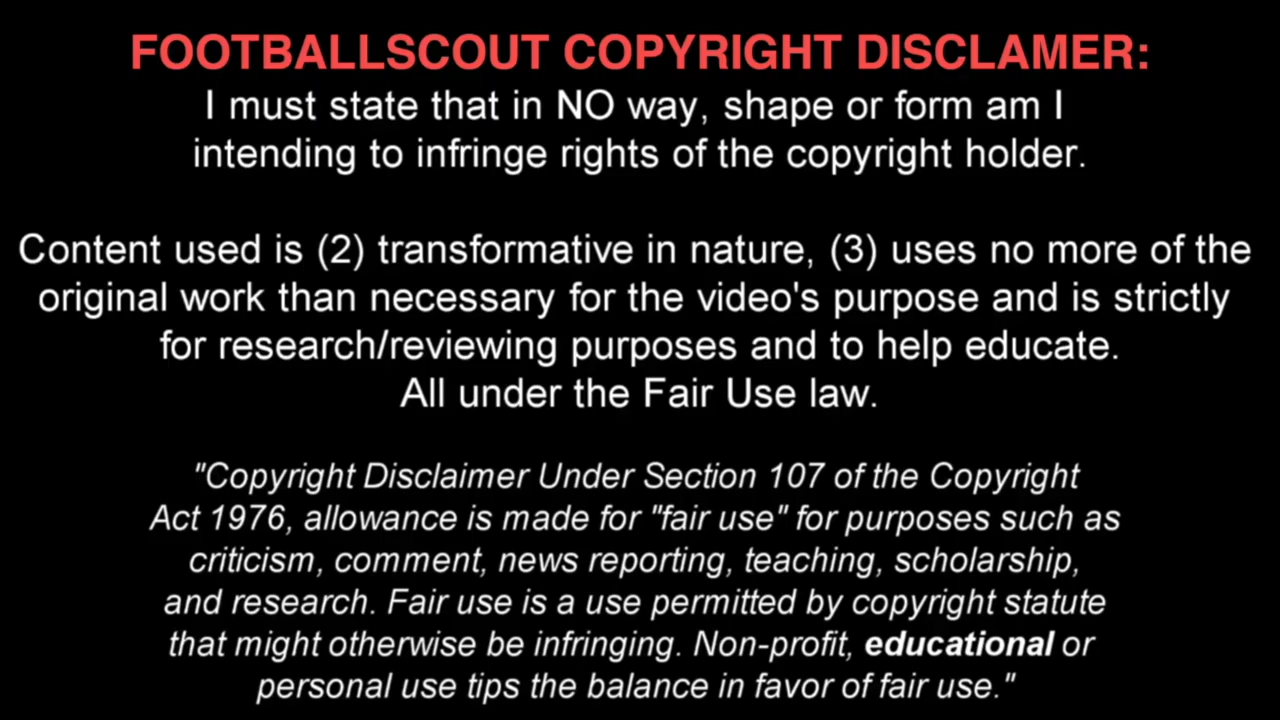 FOOTBALLSCOUT COPYRIGHT DISCLAMER:
I must state that in NO way, shape or form am I
intending to infringe rights of the copyright holder.
Content used is (2) transformative in nature, (3) uses no more of the
original work than necessary for the video's purpose and is strictly
for research/reviewing purposes and to help educate.
All under the Fair Use law.
"Copyright Disclaimer Under Section 107 of the Copyright
Act 1976, allowance is made for "fair use" for purposes such as
criticism, comment, news reporting, teaching, scholarship,
and research. Fair use is a use permitted by copyright statute
that might otherwise be infringing. Non-profit, educational or
personal use tips the balance in favor of fair use."